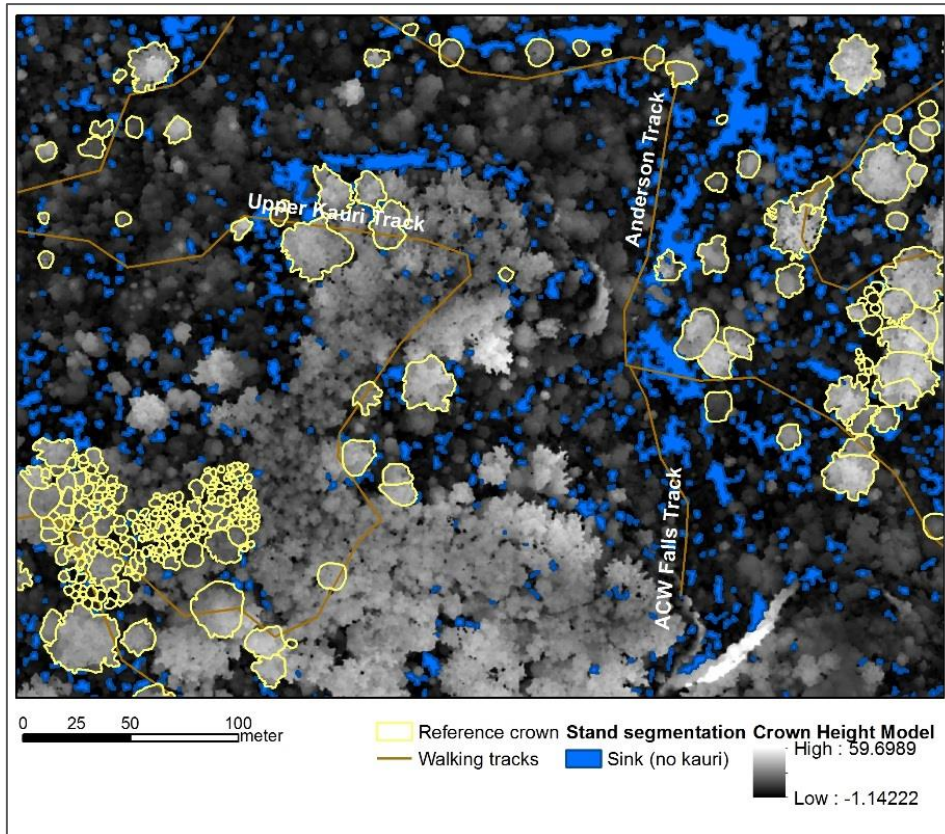 Upper Kauri Track
Anderson Track
ACW Falls Track
0 25 50 100
meter
Reference crown
Walking tracks
Stand segmentation
Sink (no kauri)
Crown Height Model
High : 59.6989
Low : -1.14222